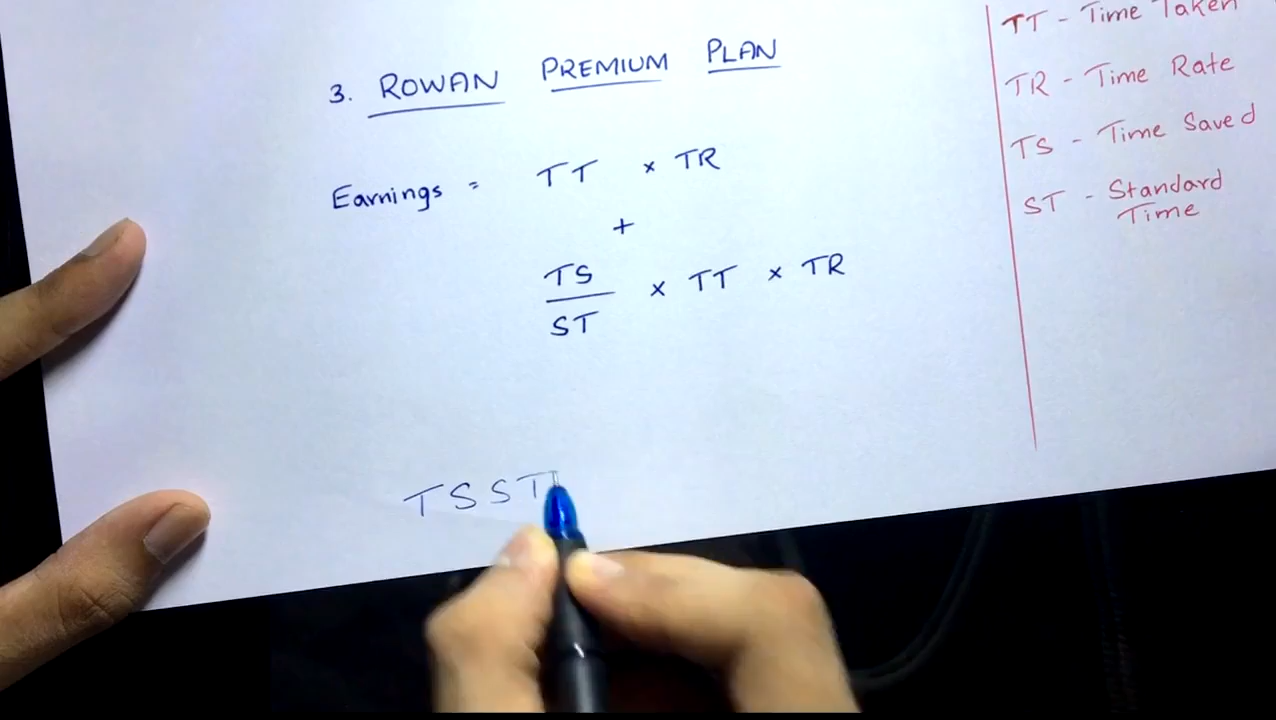 3. ROWAN PREMIUM PLAN
Earnings = TT × TR
+
TS
ST
× TT × TR
TSST
TT - Time Taken
TR - Time Rate
TS - Time Saved
ST - Standard
Time